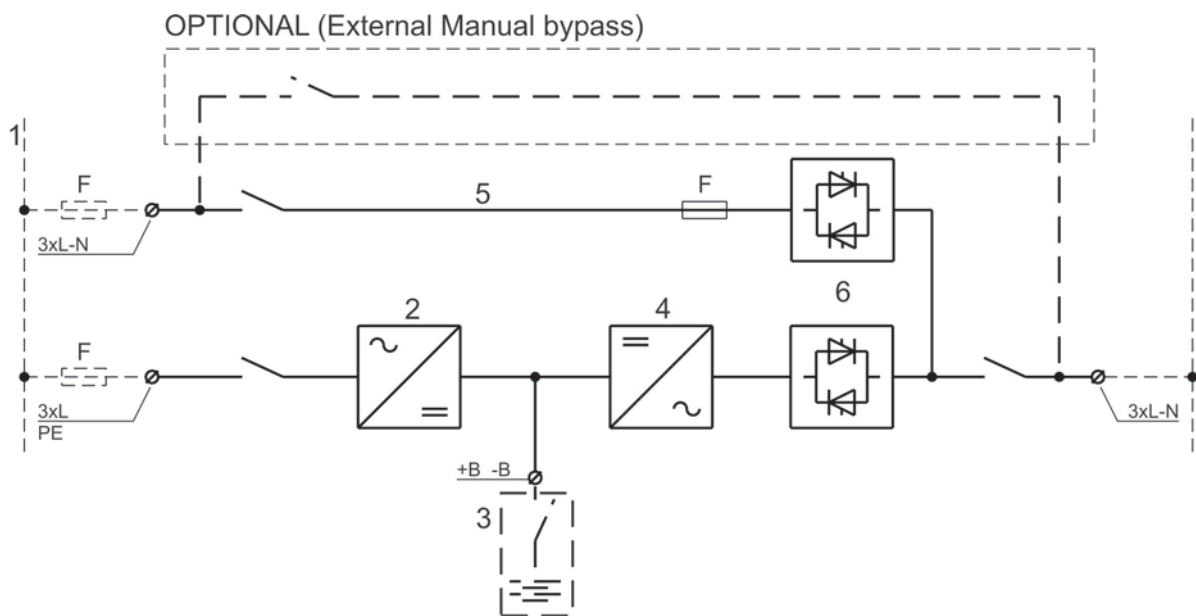 OPTIONAL (External Manual bypass)
1
F
5
F
3xL-N
2
4
6
F
3xL
PE
3xL-N
+B -B
3